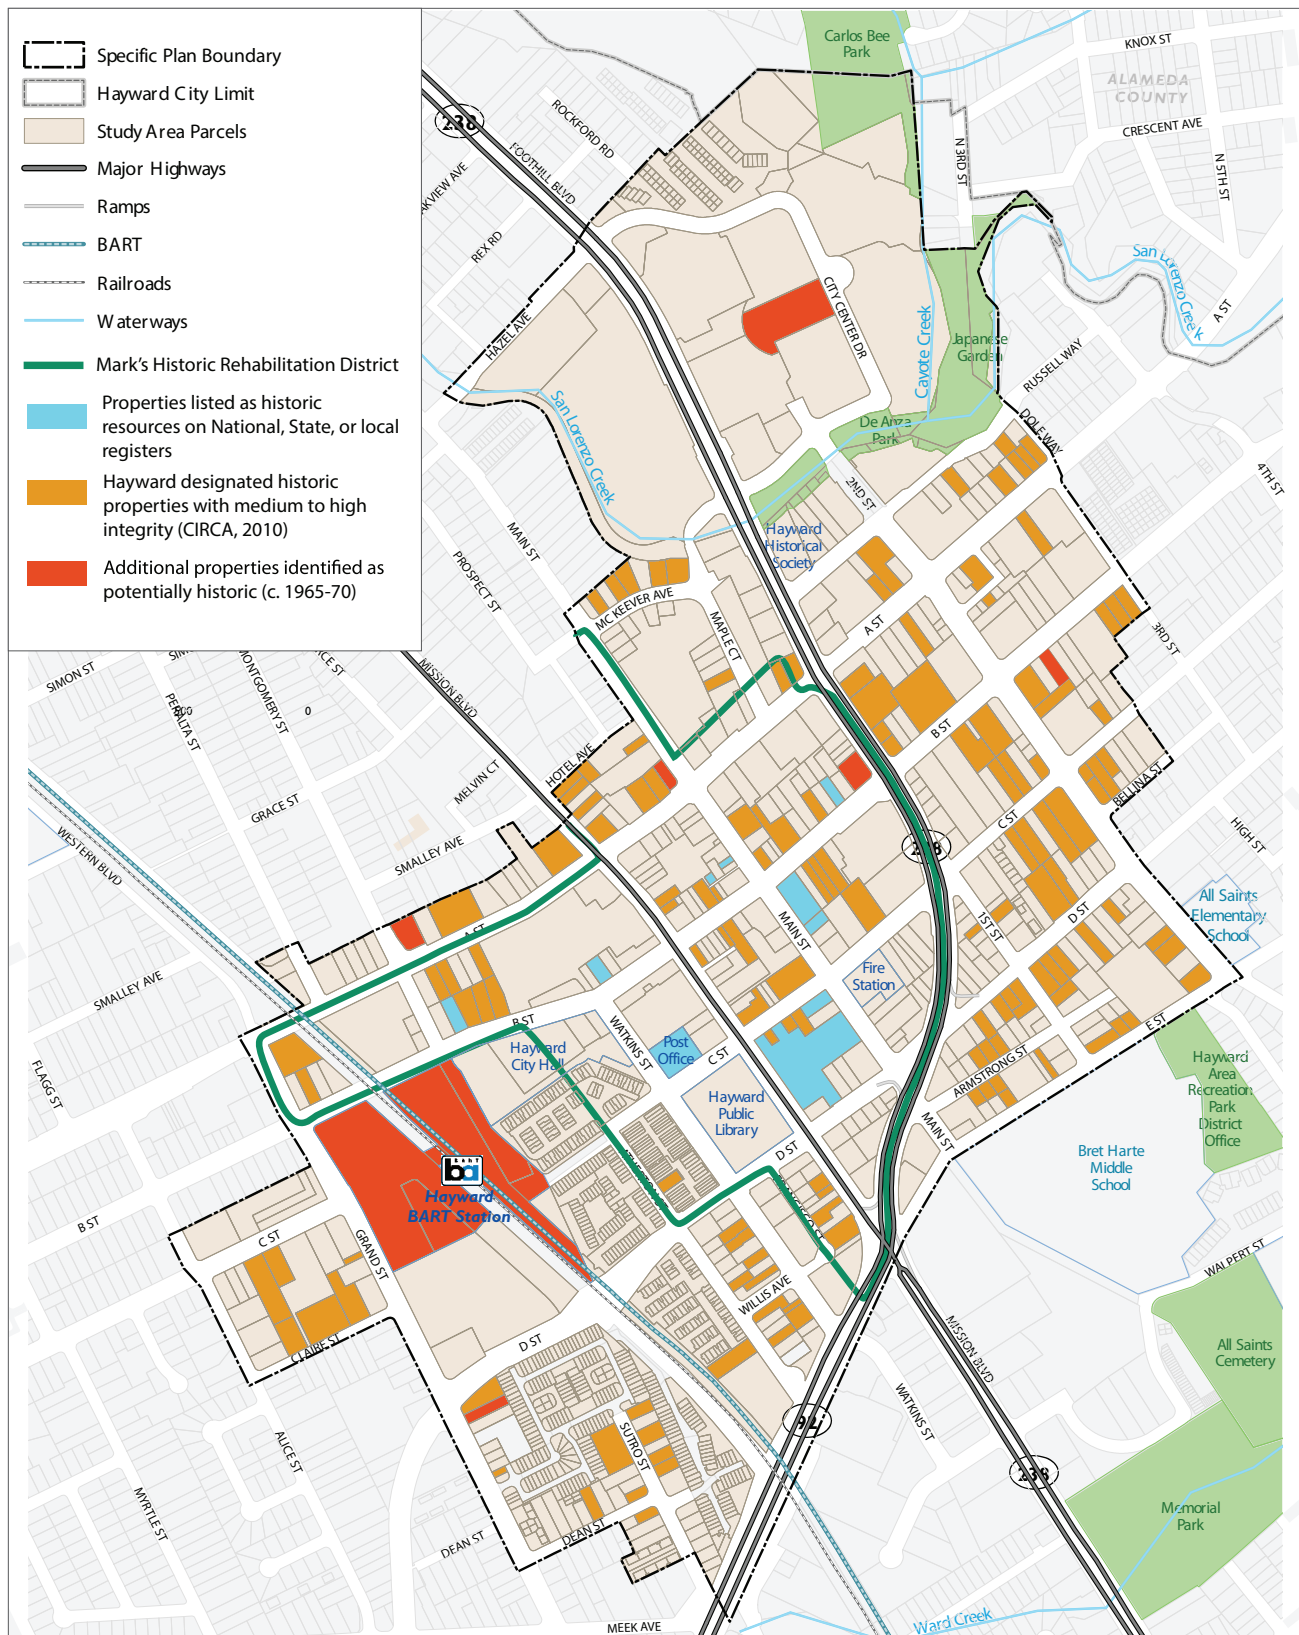 Specific Plan Boundary
Hayward City Limit
Study Area Parcels
Major Highways
Ramps
BART
Railroads
Waterways
Mark's Historic Rehabilitation District
Properties listed as historic
resources on National, State, or local
registers
Hayward designated historic
properties with medium to high
integrity (CIRCA, 2010)
Additional properties identified as
potentially historic (c. 1965-70)
Carlos Bee
Park
KNOX ST
ALAMEDA
COUNTY
CRESCENT AVE
N 3RD ST
N 5TH ST
238
ROCKFORD RD
FOOTHILL BLVD
REX RD
HAZEL AVE
CITY CENTER DR
San Lorenzo Creek
A ST
Cayote Creek
Japanese
Garden
RUSSELL WAY
San Lorenzo Creek
De Anza
Park
DOLE WAY
2ND ST
4TH ST
MAIN ST
PROSPECT ST
Hayward
Historical
Society
MC KEEVER AVE
MAPLE CT
A ST
3RD ST
SIMON ST
MONTGOMERY ST
MISSION BLVD
PERALTA ST
0
B ST
HOTEL AVE
MELVIN CT
BELLINA ST
GRACE ST
C ST
HIGH ST
WESTERN BLVD
SMALLEY AVE
238
All Saints
Elementary
School
A ST
MAIN ST
1ST ST
D ST
SMALLEY AVE
Fire
Station
B ST
WATKINS ST
E ST
Hayward
City Hall
Post
Office
C ST
FLAGG ST
ARMSTRONG ST
Hayward
Area
Recreation
Park
District
Office
Hayward
Public
Library
MAIN ST
D ST
Bret Harte
Middle
School
BART
ba
Hayward
BART Station
ATHERTON ST
FRANCISCO ST
B ST
C ST
GRAND ST
WALPERT ST
WILLIS AVE
CLAIRE ST
D ST
MISSION BLVD
All Saints
Cemetery
WATKINS ST
92
SUTRO ST
ALICE ST
238
MYRTLE ST
Memorial
Park
DEAN ST
DEAN ST
MEEK AVE
Ward Creek